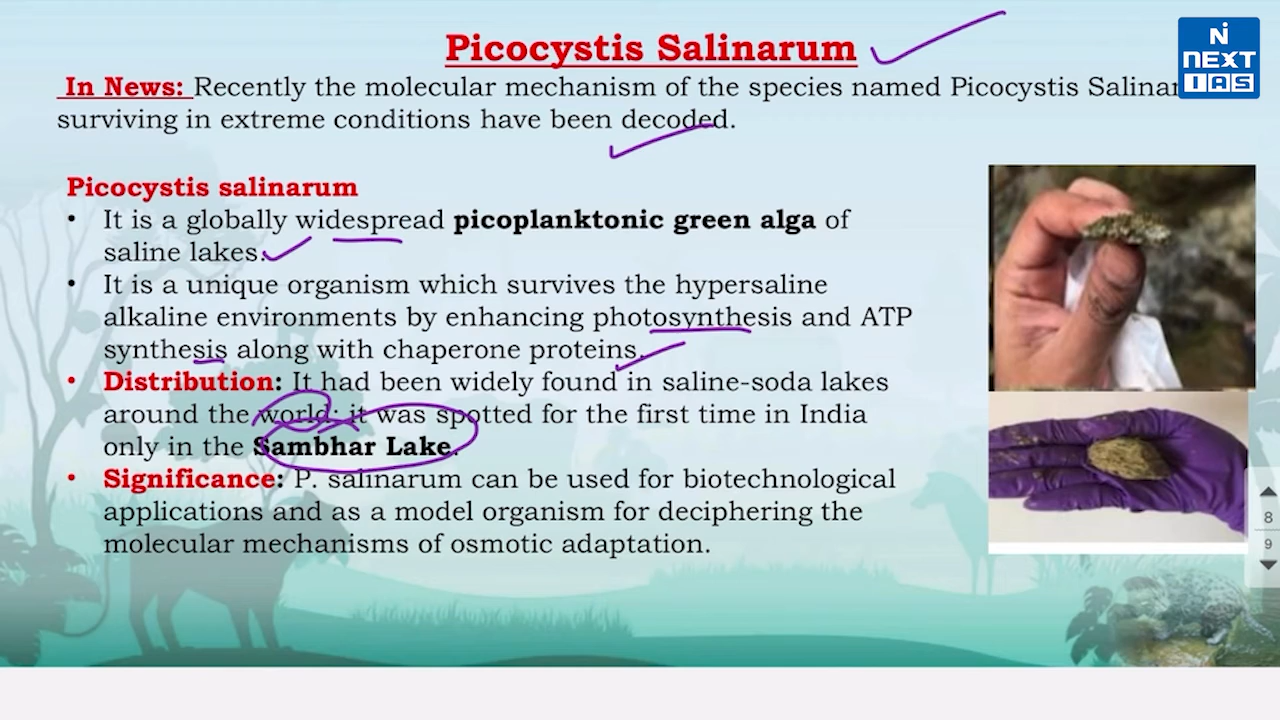 Picocystis Salinarum
N
NEXT
IAS
In News: Recently the molecular mechanism of the species named Picocystis Salinar
surviving in extreme conditions have been decoded.
Picocystis salinarum
• It is a globally widespread picoplanktonic green alga of
saline lakes.
• It is a unique organism which survives the hypersaline
alkaline environments by enhancing photosynthesis and ATP
synthesis along with chaperone proteins.
• Distribution: It had been widely found in saline-soda lakes
around the world; it was spotted for the first time in India
only in the Sambhar Lake.
• Significance: P. salinarum can be used for biotechnological
applications and as a model organism for deciphering the
molecular mechanisms of osmotic adaptation.
8
9